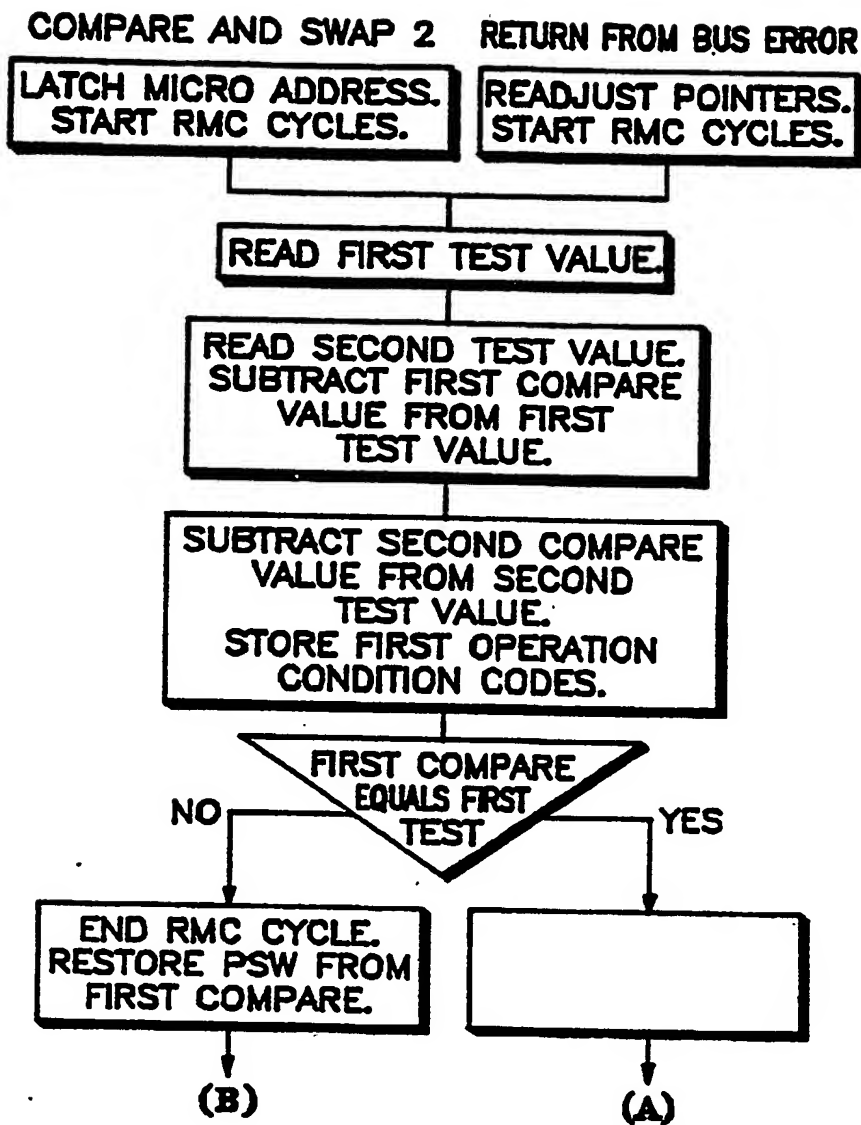 COMPARE AND SWAP 2
RETURN FROM BUS ERROR
LATCH MICRO ADDRESS.
START RMC CYCLES.
READJUST POINTERS.
START RMC CYCLES.
READ FIRST TEST VALUE.
READ SECOND TEST VALUE.
SUBTRACT FIRST COMPARE
VALUE FROM FIRST
TEST VALUE.
SUBTRACT SECOND COMPARE
VALUE FROM SECOND
TEST VALUE.
STORE FIRST OPERATION
CONDITION CODES.
FIRST COMPARE
EQUALS FIRST
TEST
NO
YES
END RMC CYCLE.
RESTORE PSW FROM
FIRST COMPARE.
(B)
(A)